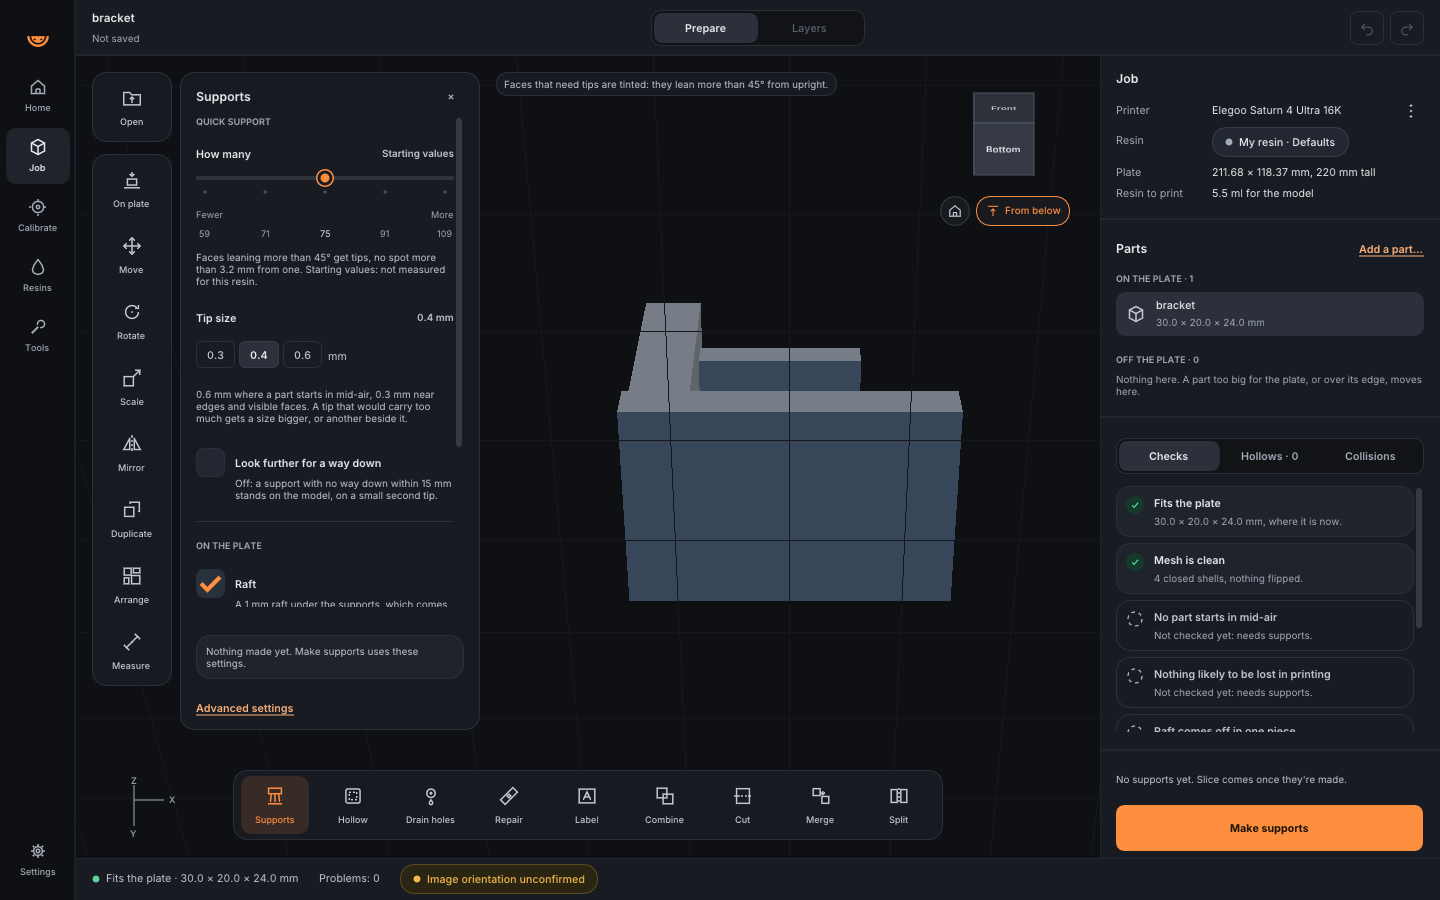 bracket
Not saved
Prepare
Layers
Home
Job
Calibrate
Resins
Tools
Settings
Open
On plate
Move
Rotate
Scale
Mirror
Duplicate
Arrange
Measure
Supports
×
QUICK SUPPORT
How many
Starting values
Fewer
More
59 71 75 91 109
Faces leaning more than 45° get tips, no spot more
than 3.2 mm from one. Starting values: not measured
for this resin.
Tip size
0.4 mm
0.3 0.4 0.6 mm
0.6 mm where a part starts in mid-air, 0.3 mm near
edges and visible faces. A tip that would carry too
much gets a size bigger, or another beside it.
Look further for a way down
Off: a support with no way down within 15 mm
stands on the model, on a small second tip.
ON THE PLATE
Raft
A 1 mm raft under the supports, which comes
Nothing made yet. Make supports uses these
settings.
Advanced settings
Faces that need tips are tinted: they lean more than 45° from upright.
Front
Bottom
From below
Z
X
Y
Supports
Hollow
Drain holes
Repair
Label
Combine
Cut
Merge
Split
Job
Printer
Elegoo Saturn 4 Ultra 16K
Resin
My resin · Defaults
Plate
211.68 × 118.37 mm, 220 mm tall
Resin to print
5.5 ml for the model
Parts
Add a part...
ON THE PLATE · 1
bracket
30.0 × 20.0 × 24.0 mm
OFF THE PLATE · 0
Nothing here. A part too big for the plate, or over its edge, moves
here.
Checks
Hollows · 0
Collisions
Fits the plate
30.0 × 20.0 × 24.0 mm, where it is now.
Mesh is clean
4 closed shells, nothing flipped.
No part starts in mid-air
Not checked yet: needs supports.
Nothing likely to be lost in printing
Not checked yet: needs supports.
Raft comes off in one piece
No supports yet. Slice comes once they're made.
Make supports
Fits the plate · 30.0 × 20.0 × 24.0 mm
Problems: 0
Image orientation unconfirmed